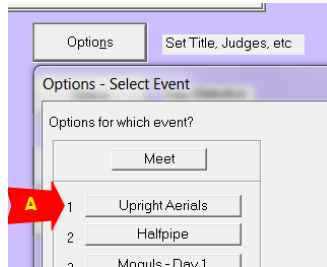 Options Set Title, Judges, etc
Options - Select Event
Options for which event?
Meet
A
1 Upright Aerials
2 Halfpipe
3 Moguls - Day 1